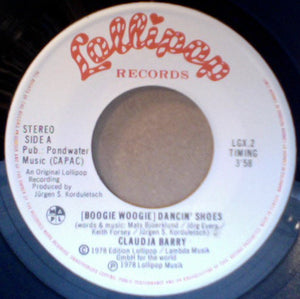 Lollipop
RECORDS
STEREO
SIDE A
Pub.: Pondwater
Music (CAPAC)
An Original Lollipop
Recording
Produced by
Jürgen S. Korduletsch
LGX.2
TIMING
3'58
[BOOGIE WOOGIE] DANCIN' SHOES
(words & music: Mats Björklund / Jörg Evers
Keith Forsey / Jürgen S. Korduletsch)
CLAUDJA BARRY
© 1978 Edition Lollipop / Lambda Musik
GmbH for the world
℗ 1978 Lollipop Musik